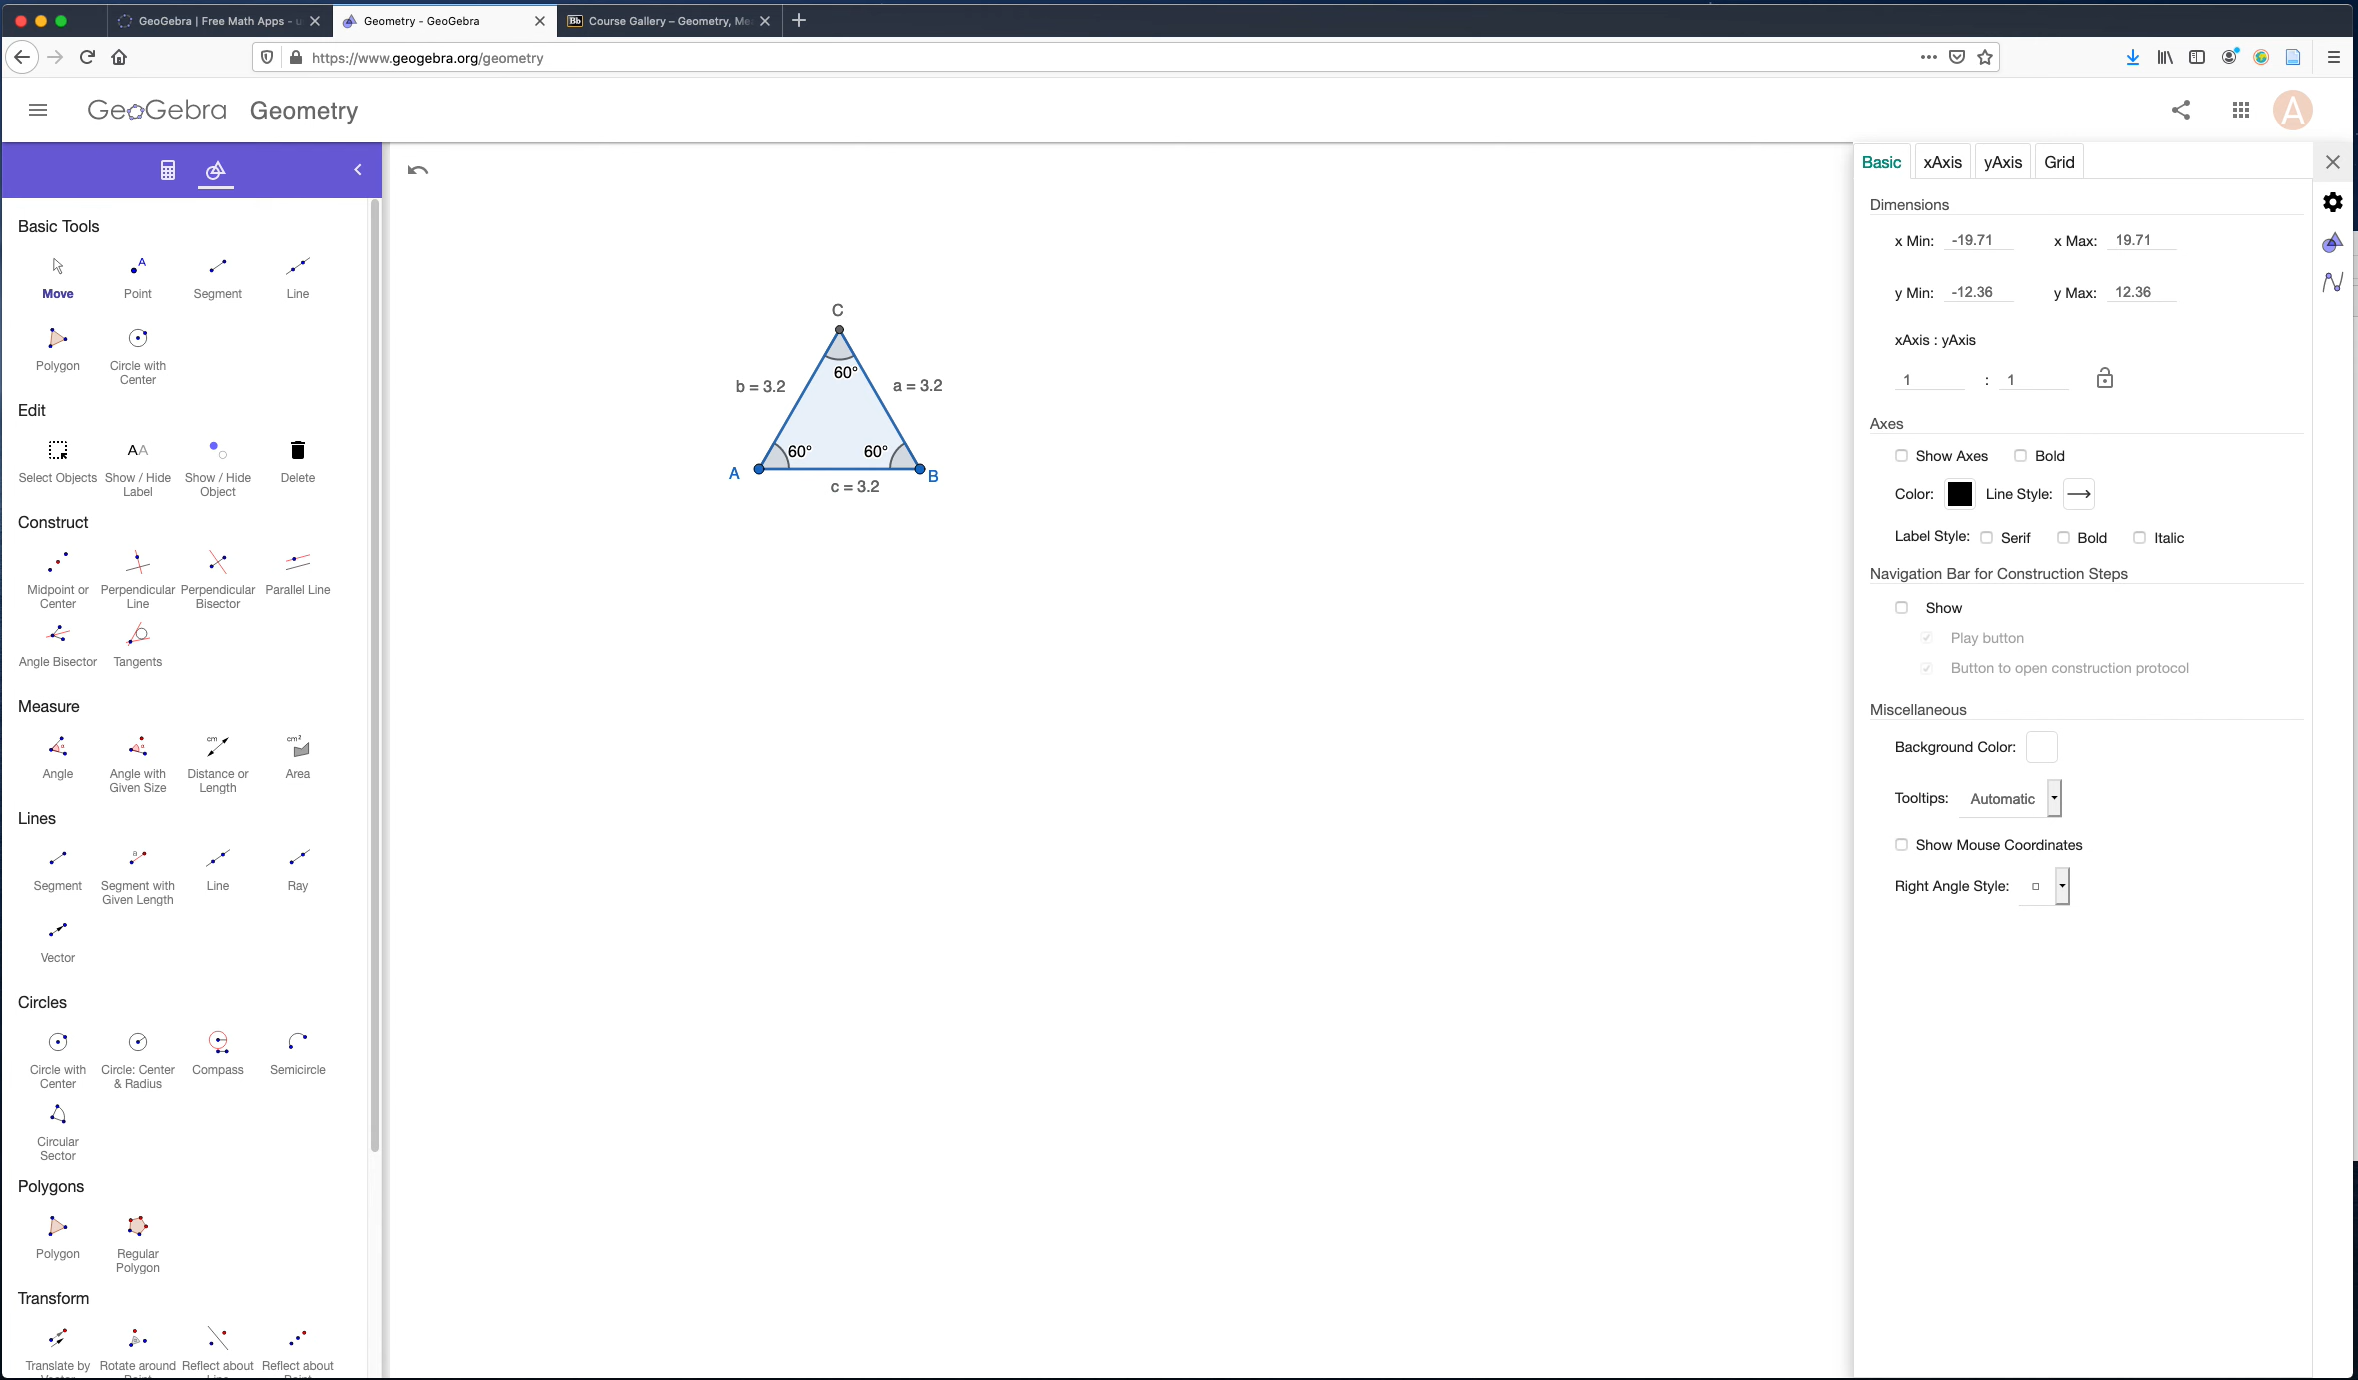 GeoGebra | Free Math Apps - u
Geometry - GeoGebra
Bb Course Gallery – Geometry, Me
https://www.geogebra.org/geometry
GeoGebra Geometry
A
Basic Tools
Move Point Segment Line
Polygon Circle with
Center
Edit
AA
Select Objects Show / Hide Show / Hide Delete
Label Object
Construct
Midpoint or Perpendicular Perpendicular Parallel Line
Center Line Bisector
Angle Bisector Tangents
Measure
cm cm²
Angle Angle with Distance or Area
Given Size Length
Lines
Segment Segment with Line Ray
Given Length
Vector
Circles
Circle with Circle: Center Compass Semicircle
Center & Radius
Circular
Sector
Polygons
Polygon Regular
Polygon
Transform
Translate by Rotate around Reflect about Reflect about
Vector Point Line Point
C
60°
b = 3.2 a = 3.2
60° 60°
A B
c = 3.2
Basic xAxis yAxis Grid
Dimensions
x Min: -19.71 x Max: 19.71
y Min: -12.36 y Max: 12.36
xAxis : yAxis
1 : 1
Axes
Show Axes Bold
Color: Line Style:
Label Style: Serif Bold Italic
Navigation Bar for Construction Steps
Show
Play button
Button to open construction protocol
Miscellaneous
Background Color:
Tooltips: Automatic
Show Mouse Coordinates
Right Angle Style: